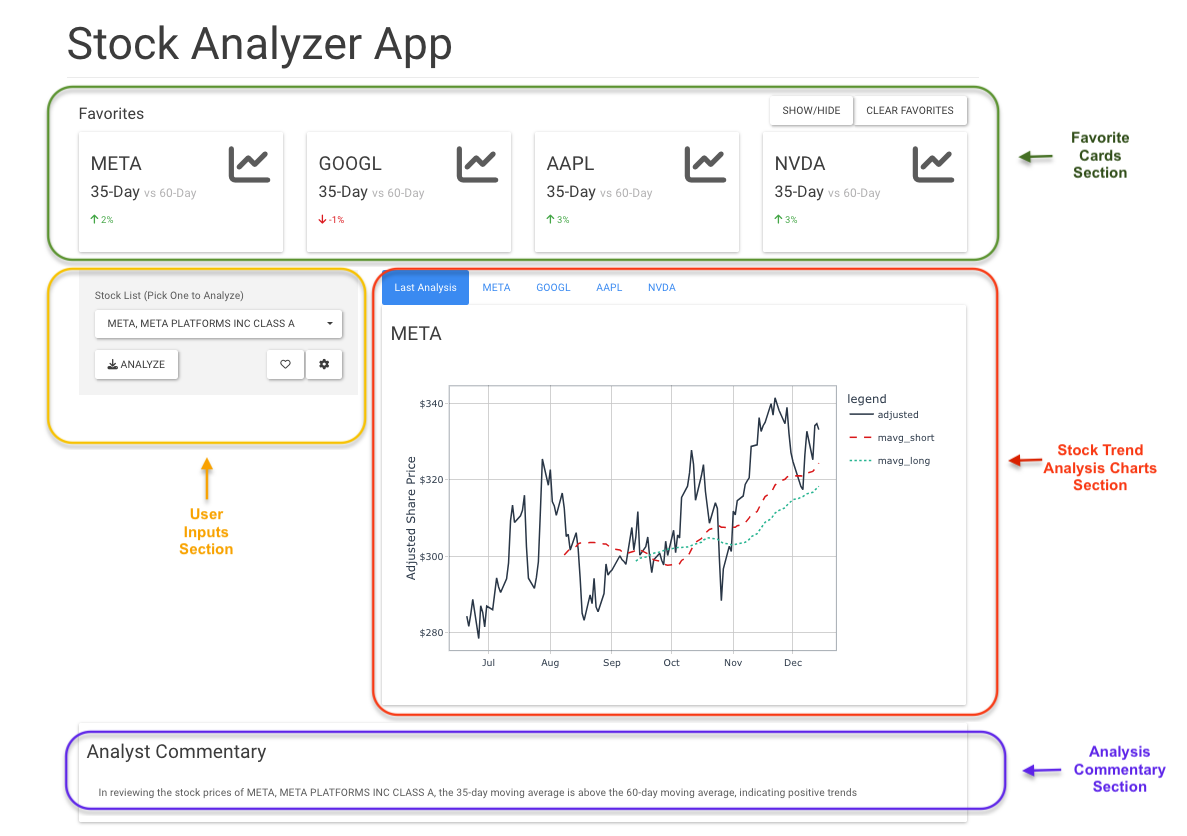 Stock Analyzer App
Favorites
SHOW/HIDE
CLEAR FAVORITES
META
35-Day vs 60-Day
2%
GOOGL
35-Day vs 60-Day
-1%
AAPL
35-Day vs 60-Day
3%
NVDA
35-Day vs 60-Day
3%
Favorite
Cards
Section
Stock List (Pick One to Analyze)
META, META PLATFORMS INC CLASS A
ANALYZE
User
Inputs
Section
Last Analysis
META
GOOGL
AAPL
NVDA
META
Adjusted Share Price
$340
$320
$300
$280
Jul
Aug
Sep
Oct
Nov
Dec
legend
adjusted
mavg_short
mavg_long
Stock Trend
Analysis Charts
Section
Analyst Commentary
In reviewing the stock prices of META, META PLATFORMS INC CLASS A, the 35-day moving average is above the 60-day moving average, indicating positive trends
Analysis
Commentary
Section